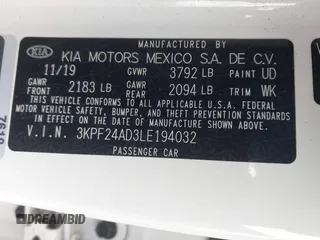 MANUFACTURED BY
KIA KIA MOTORS MEXICO S.A. DE C.V.
11/19 GVWR 3792 LB PAINT UD
GAWR FRONT 2183 LB GAWR REAR 2094 LB TRIM WK
THIS VEHICLE CONFORMS TO ALL APPLICABLE U.S.
FEDERAL MOTOR VEHICLE SAFETY, BUMPER, AND THEFT
PREVENTION STANDARDS IN EFFECT ON THE DATE OF
MANUFACTURE SHOWN ABOVE.
V.I.N. 3KPF24AD3LE194032
PASSENGER CAR
7619
DREAMBID